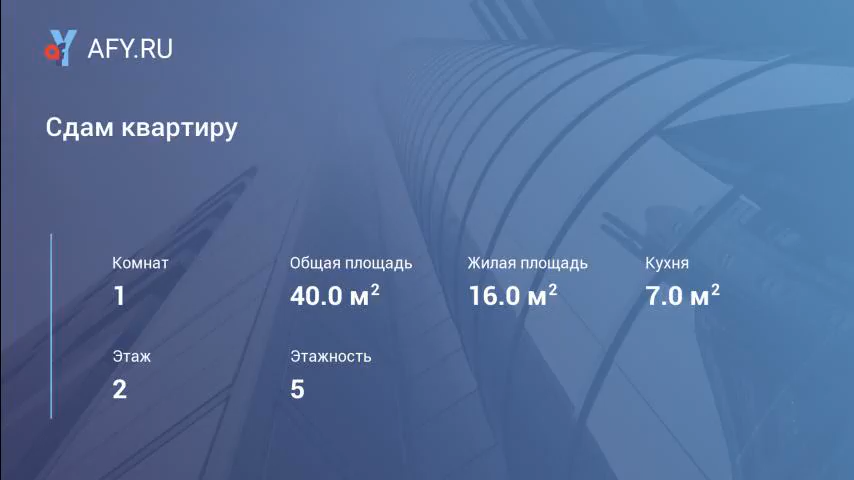 AFY.RU
Сдам квартиру
Комнат
1
Общая площадь
40.0 м²
Жилая площадь
16.0 м²
Кухня
7.0 м²
Этаж
2
Этажность
5